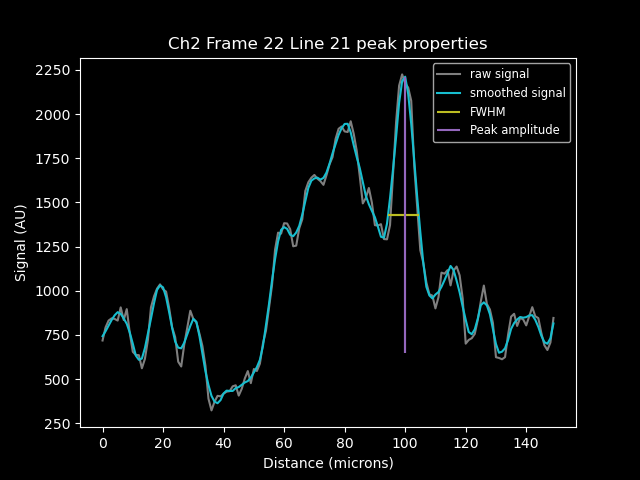 Ch2 Frame 22 Line 21 peak properties
raw signal
smoothed signal
FWHM
Peak amplitude
Signal (AU)
2250
2000
1750
1500
1250
1000
750
500
250
0 20 40 60 80 100 120 140
Distance (microns)